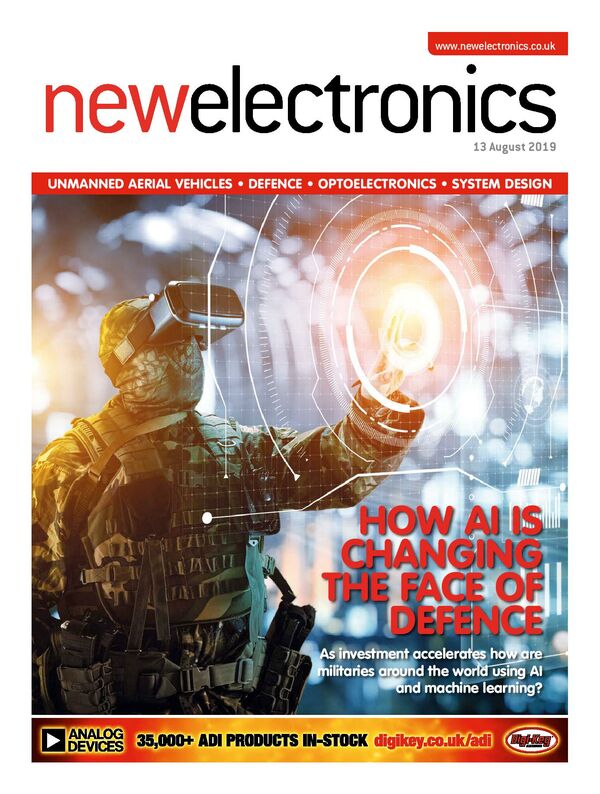 www.newelectronics.co.uk
newelectronics
13 August 2019
UNMANNED AERIAL VEHICLES • DEFENCE • OPTOELECTRONICS • SYSTEM DESIGN
HOW AI IS
CHANGING
THE FACE OF
DEFENCE
As investment accelerates how are
militaries around the world using AI
and machine learning?
ANALOG
DEVICES
35,000+ ADI PRODUCTS IN-STOCK digikey.co.uk/adi
Digi-Key